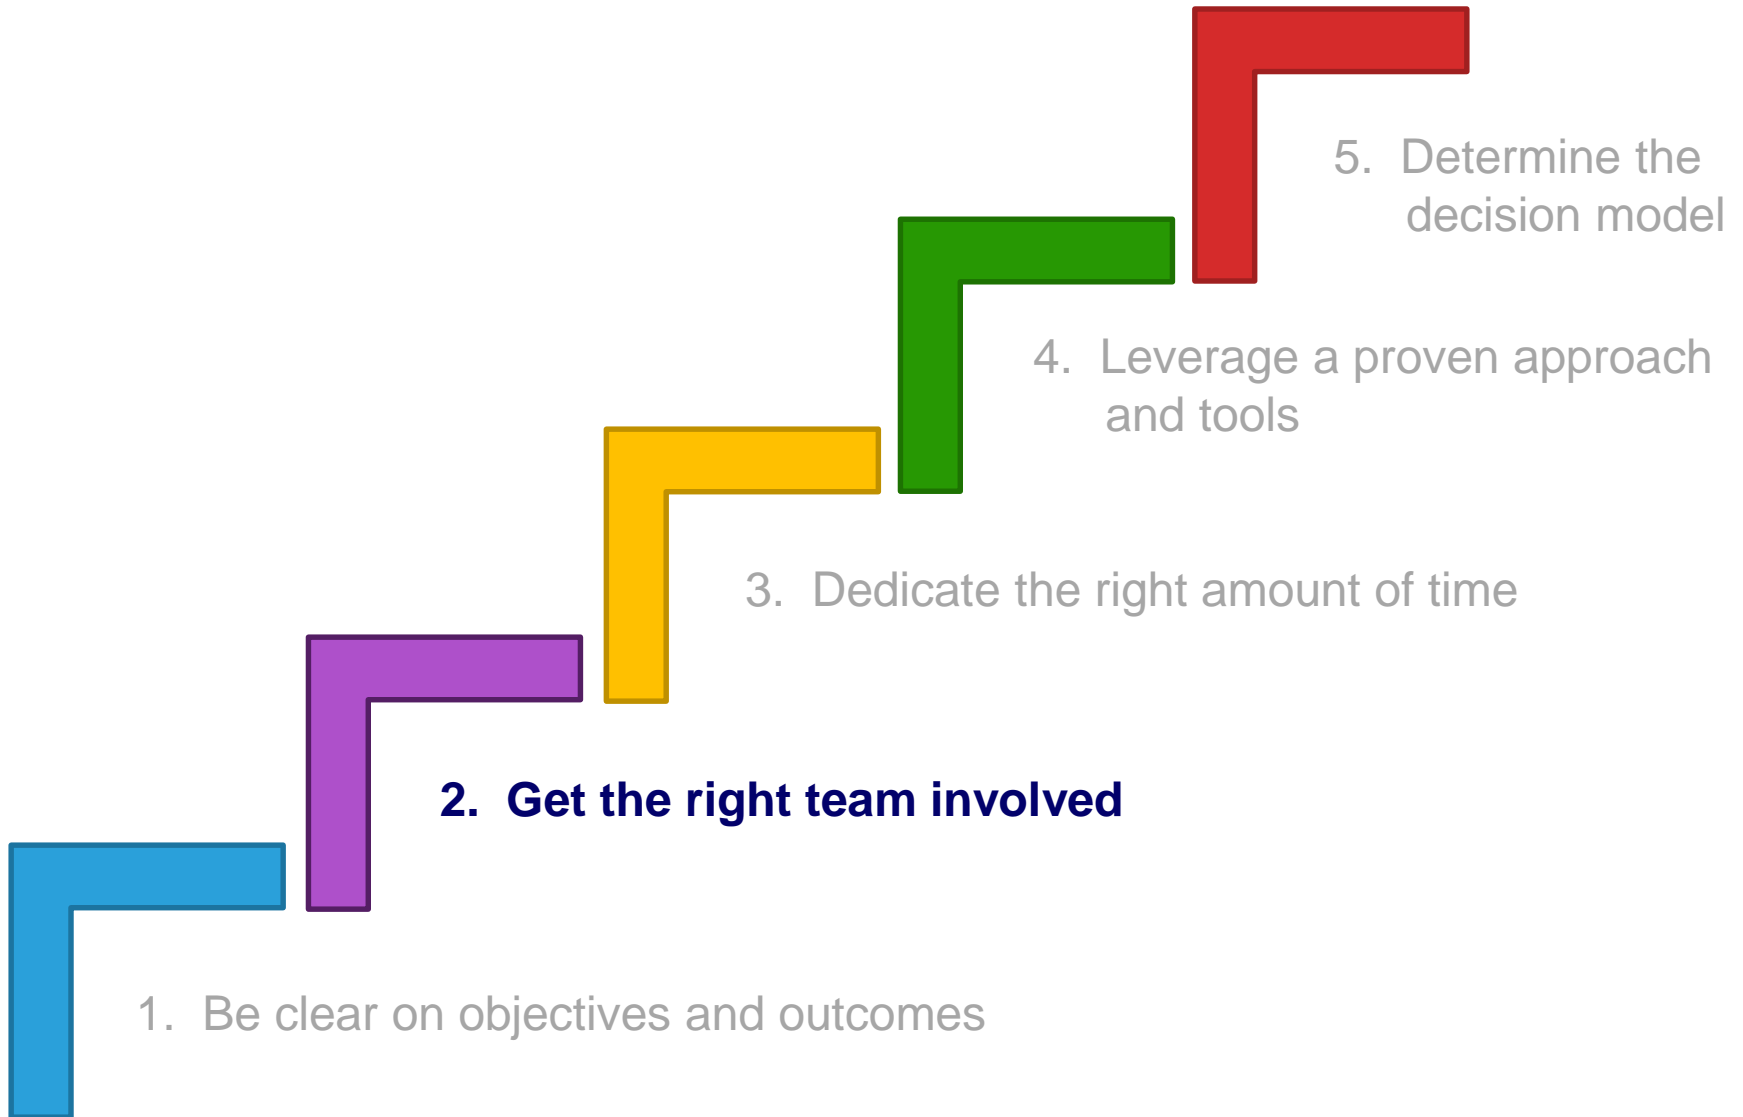 5. Determine the
decision model
4. Leverage a proven approach
and tools
3. Dedicate the right amount of time
2. Get the right team involved
1. Be clear on objectives and outcomes